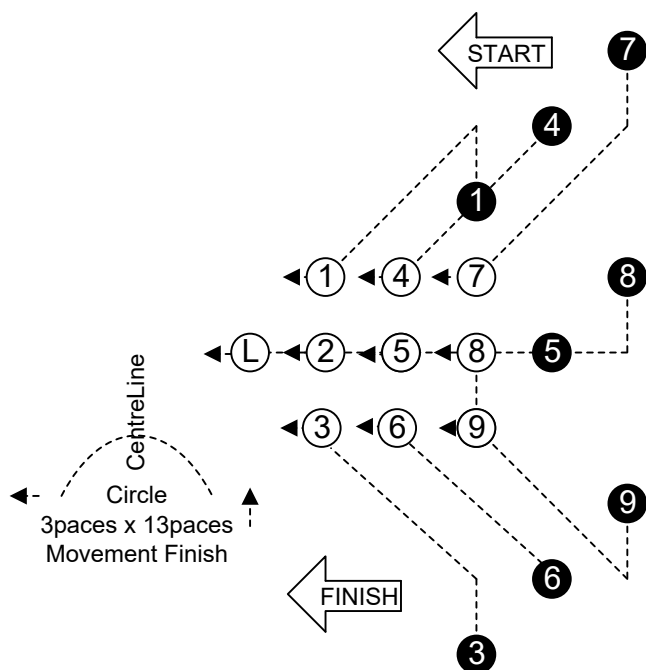 START
7
4
1
1 4 7
8
L 2 5 8 5
CentreLine
3 6 9
Circle
3paces x 13paces
Movement Finish
9
6
FINISH
3